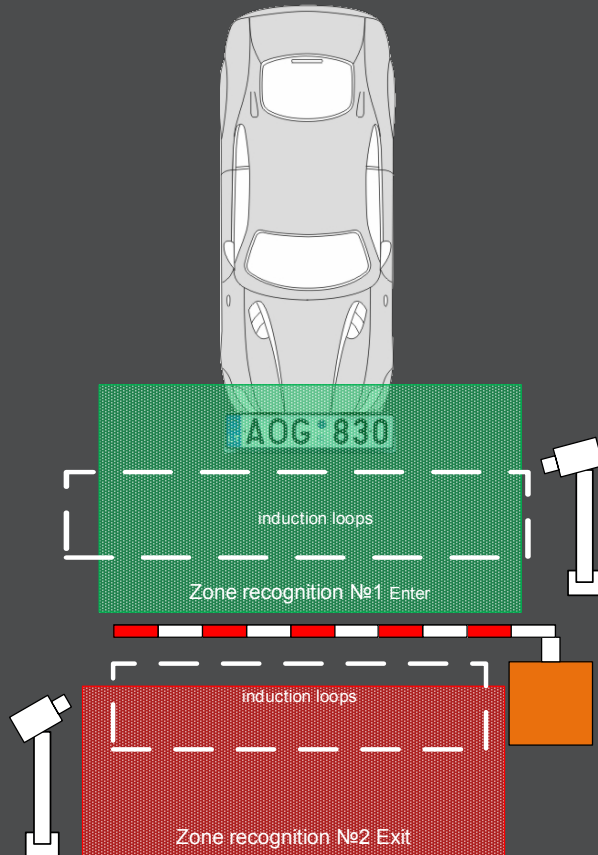 AOG 830
induction loops
Zone recognition №1 Enter
induction loops
Zone recognition №2 Exit